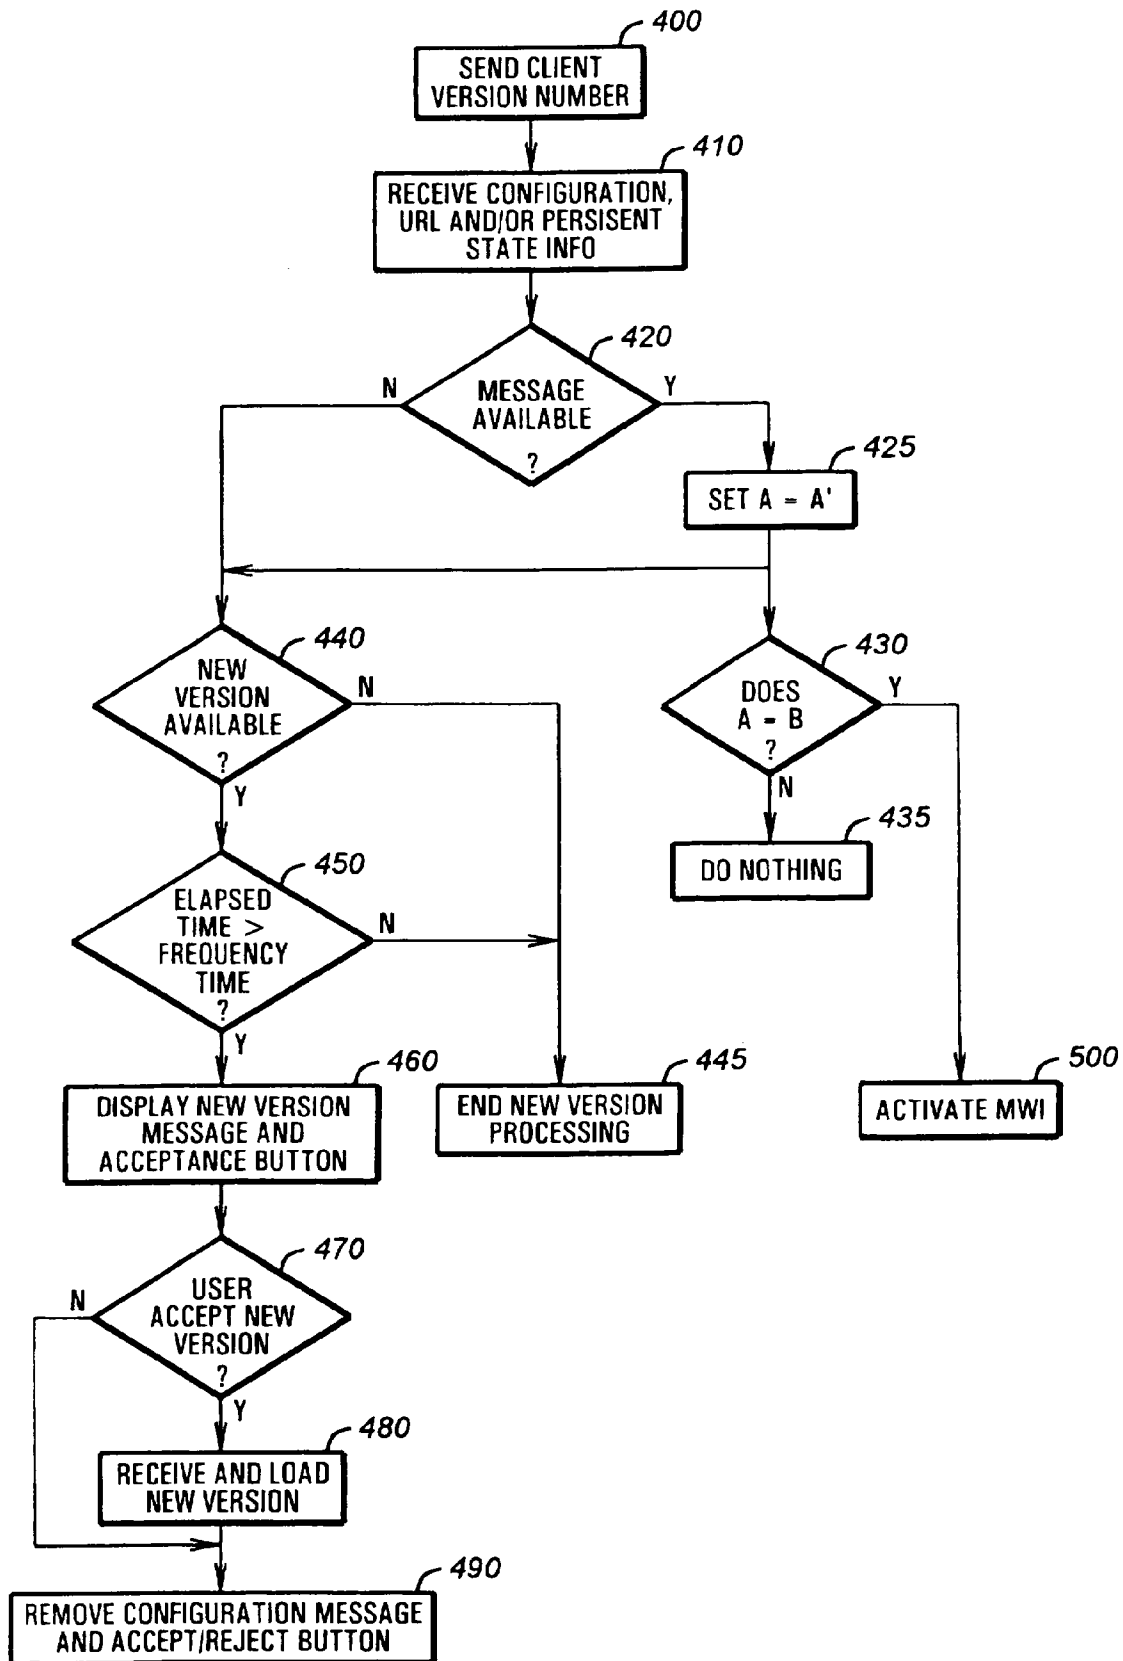 400
SEND CLIENT
VERSION NUMBER
410
RECEIVE CONFIGURATION,
URL AND/OR PERSISENT
STATE INFO
420
N
MESSAGE
AVAILABLE
?
Y
425
SET A = A'
440
NEW
VERSION
AVAILABLE
?
N
Y
430
DOES
A = B
?
Y
N
435
DO NOTHING
450
ELAPSED
TIME >
FREQUENCY
TIME
?
N
Y
460
DISPLAY NEW VERSION
MESSAGE AND
ACCEPTANCE BUTTON
445
END NEW VERSION
PROCESSING
500
ACTIVATE MWI
470
N
USER
ACCEPT NEW
VERSION
?
Y
480
RECEIVE AND LOAD
NEW VERSION
490
REMOVE CONFIGURATION MESSAGE
AND ACCEPT/REJECT BUTTON